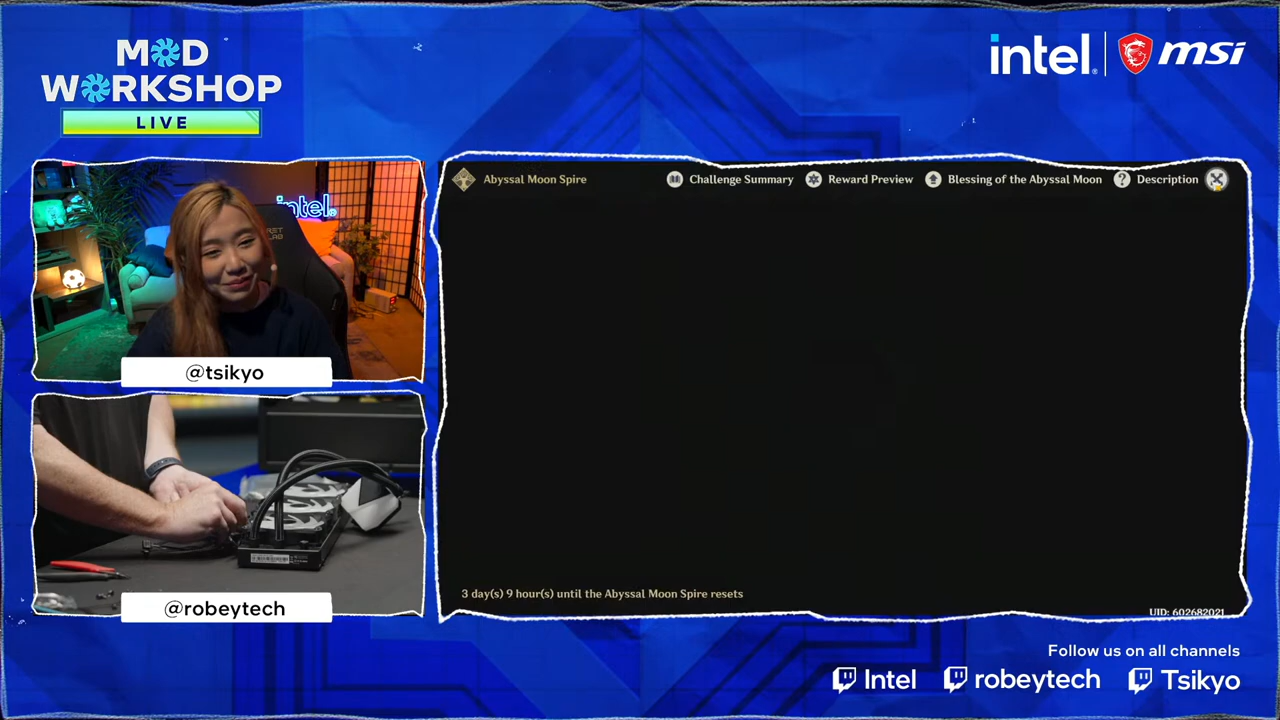 MOD
WORKSHOP
LIVE
intel.
msi
intel.
@tsikyo
@robeytech
Abyssal Moon Spire
Challenge Summary
Reward Preview
Blessing of the Abyssal Moon
? Description
3 day(s) 9 hour(s) until the Abyssal Moon Spire resets
UID: 602682021
Follow us on all channels
Intel
robeytech
Tsikyo